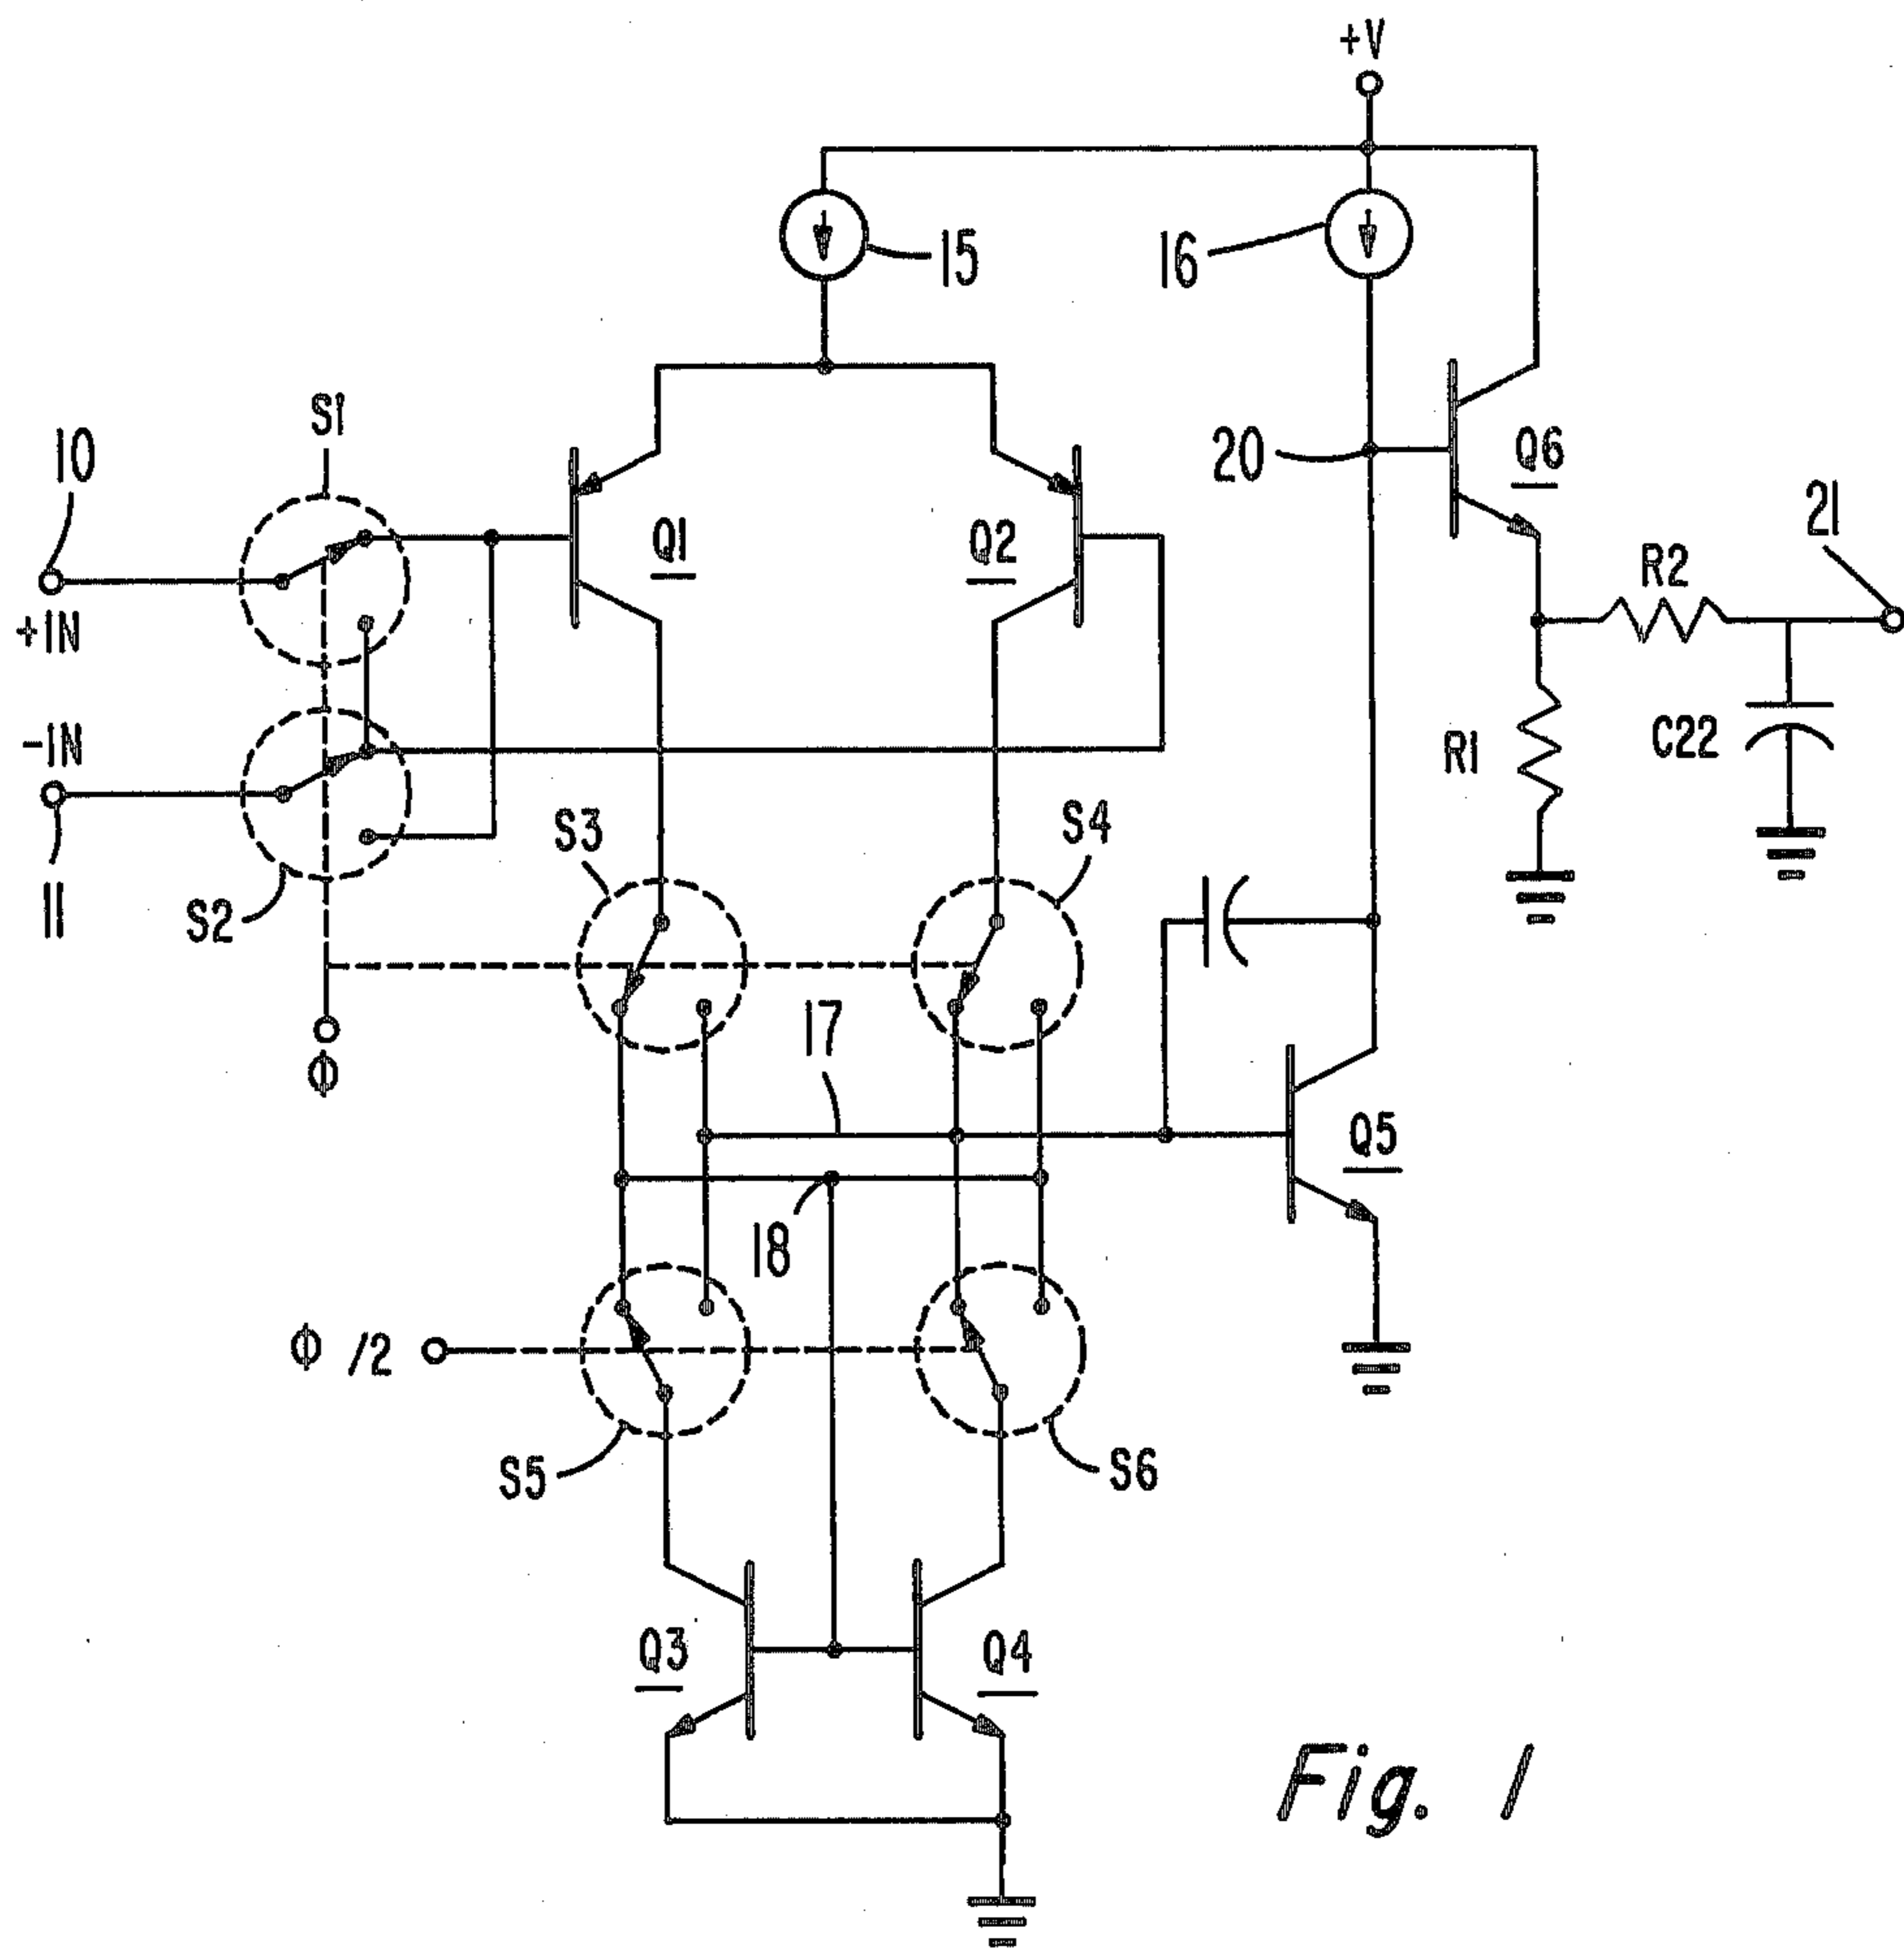 +V
15
16
S1
10
Q1
Q2
20
Q6
21
+IN
R2
-IN
R1
C22
11
S2
S3
S4
17
ϕ
Q5
18
ϕ /2
S5
S6
Q3
Q4
Fig. 1